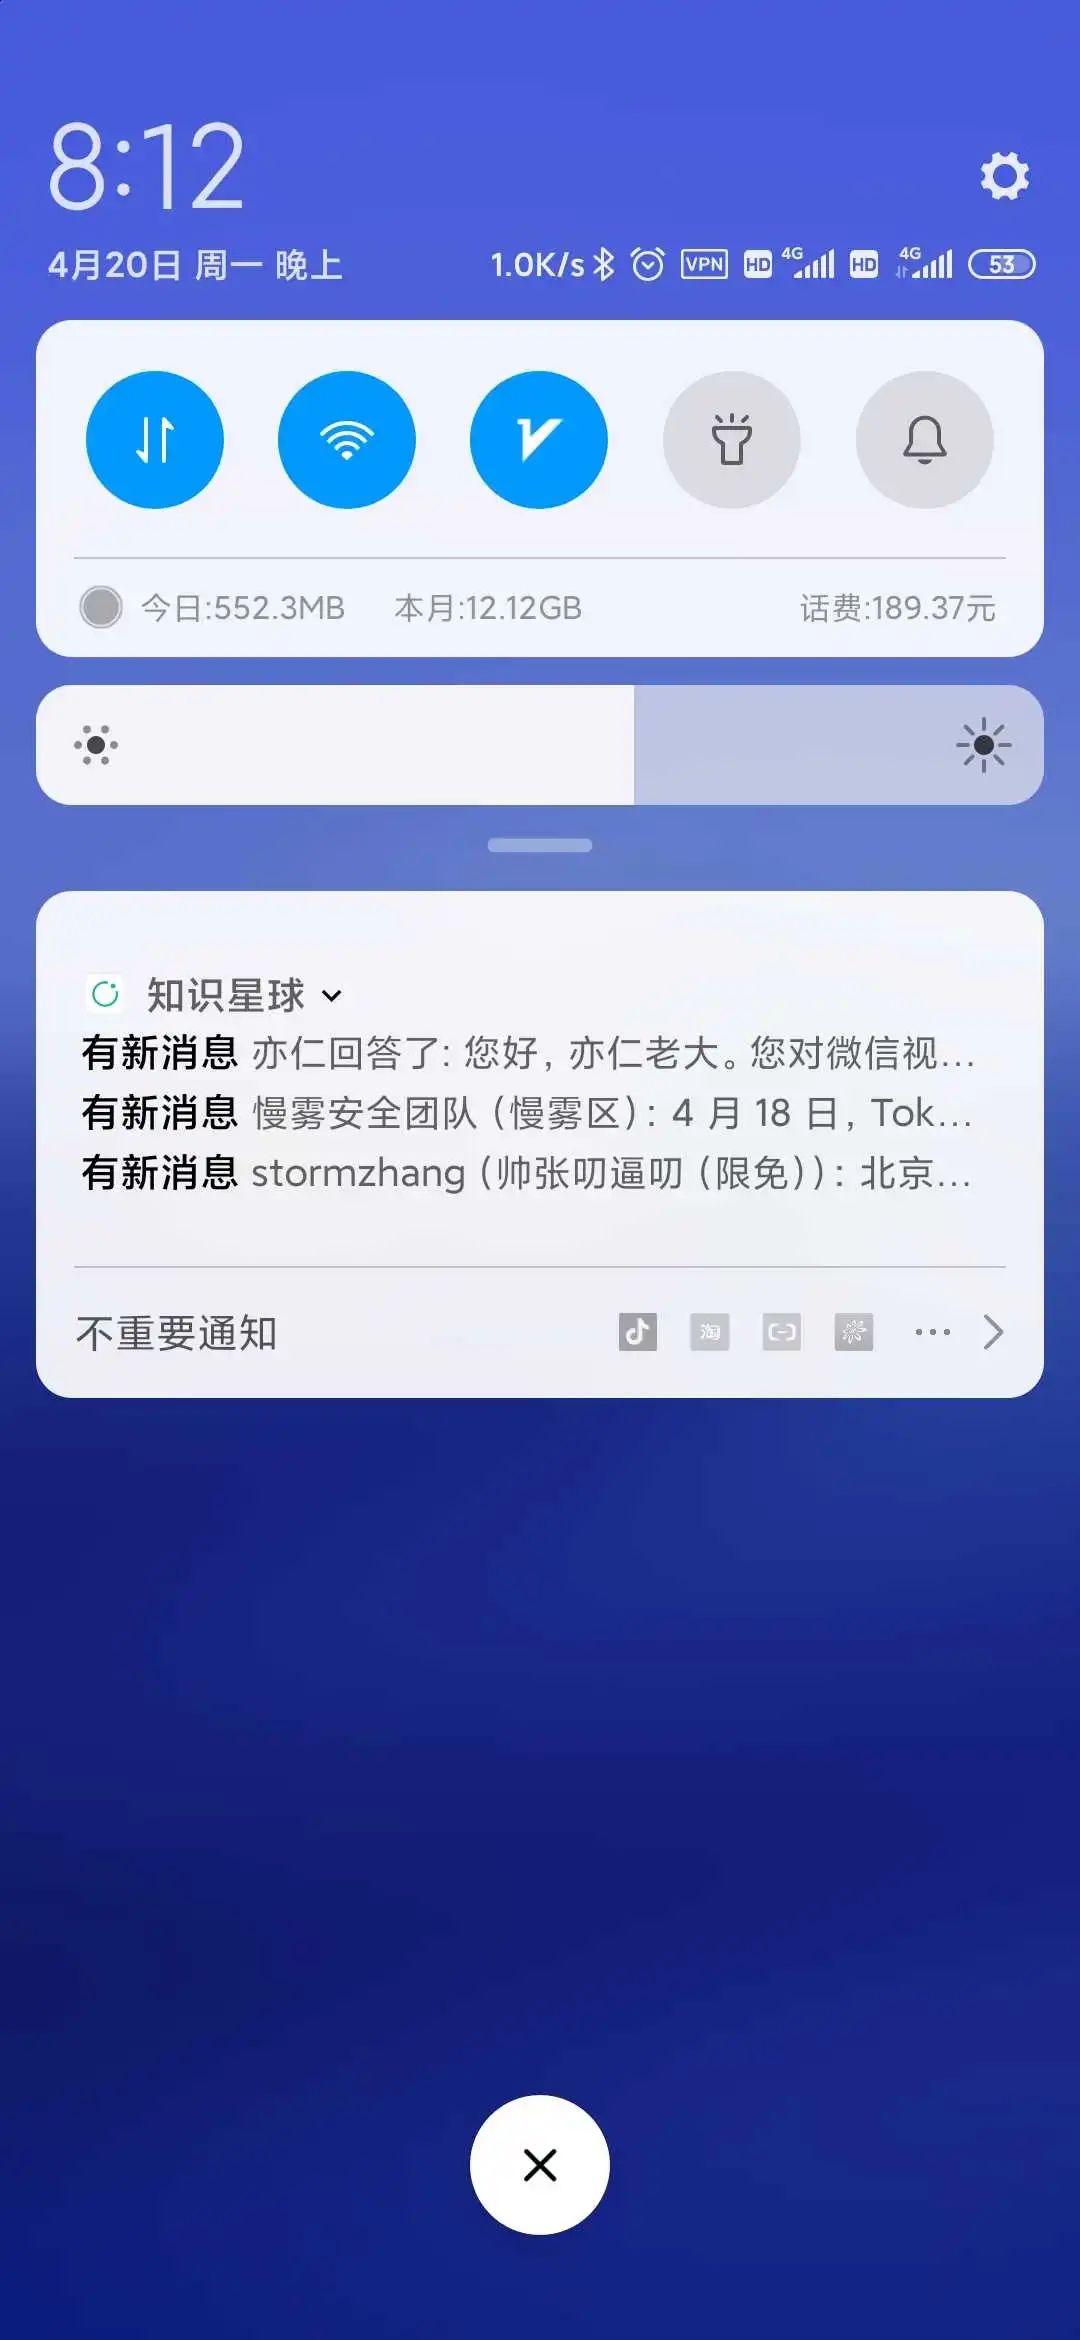 8:12
4月20日 周一 晚上
1.0K/s VPN HD 4G HD 4G 53
今日:552.3MB 本月:12.12GB 话费:189.37元
知识星球
有新消息 亦仁回答了: 您好, 亦仁老大。您对微信视...
有新消息 慢雾安全团队 (慢雾区): 4 月 18 日, Tok...
有新消息 stormzhang (帅张叨逼叨 (限免)): 北京...
不重要通知 淘 ...